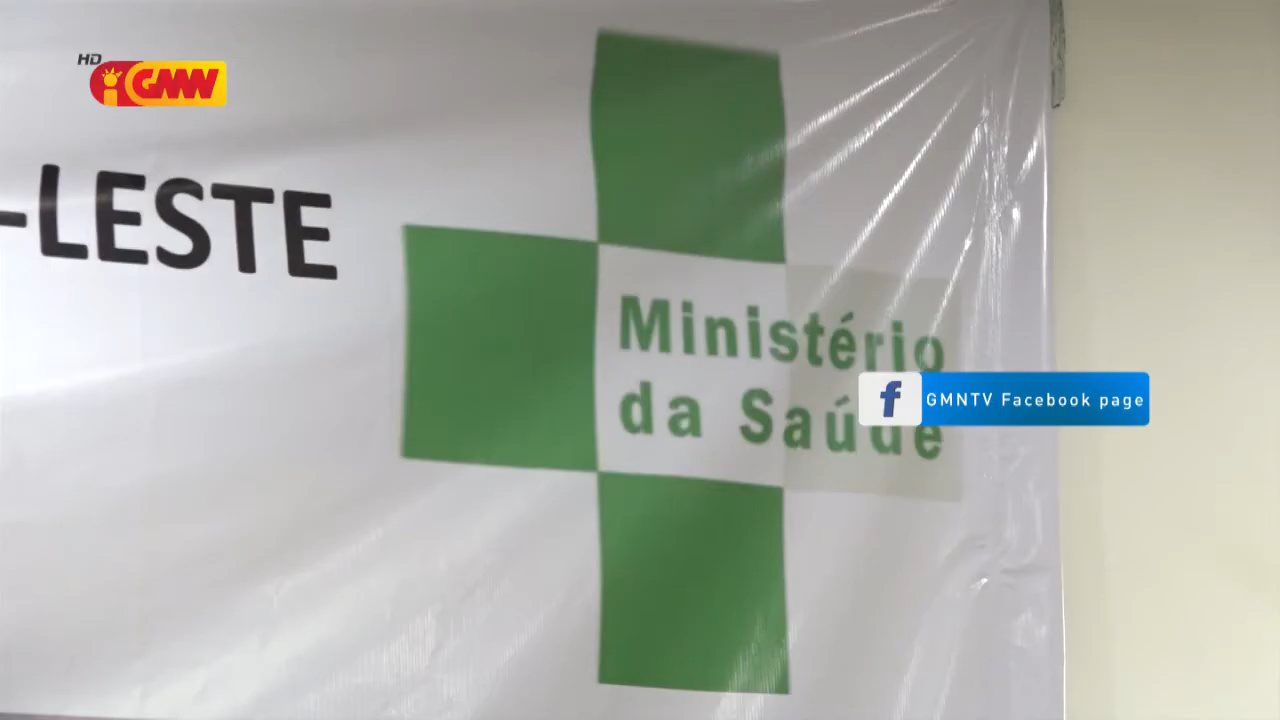 HD
GMN
-LESTE
Ministério
da Saúde
GMNTV Facebook page